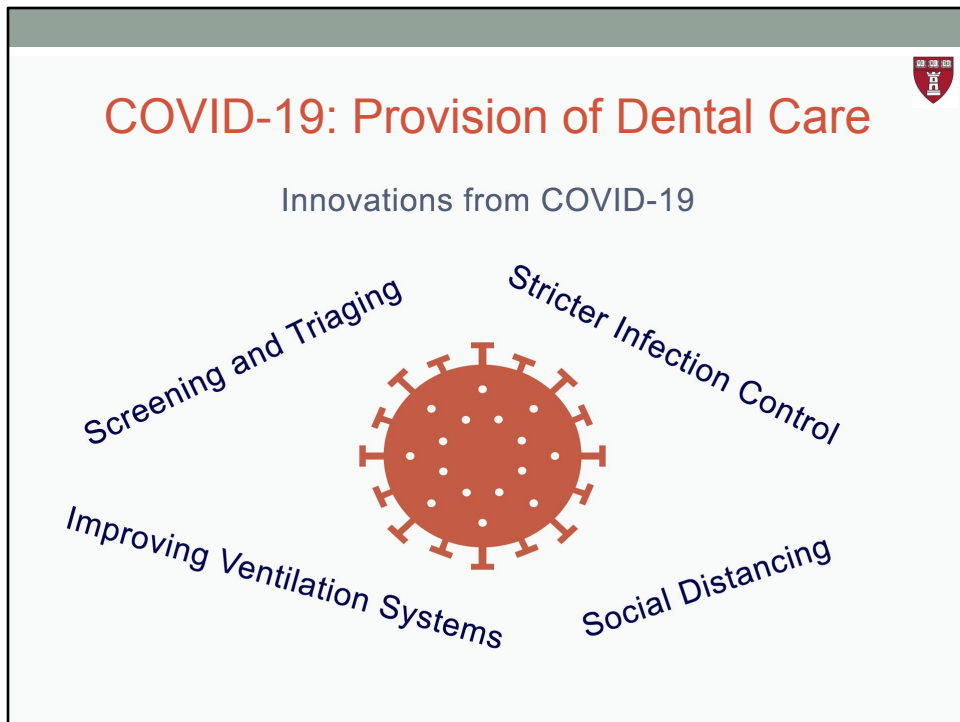 COVID-19: Provision of Dental Care
Innovations from COVID-19
Screening and Triaging
Stricter Infection Control
Improving Ventilation Systems
Social Distancing